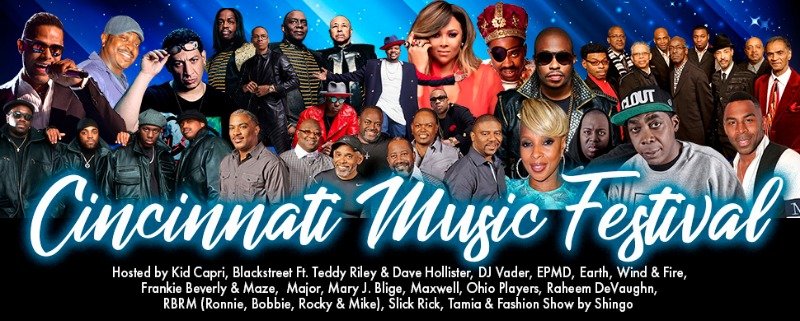 CLOUT
Cincinnati Music Festival
Hosted by Kid Capri, Blackstreet Ft. Teddy Riley & Dave Hollister, DJ Vader, EPMD, Earth, Wind & Fire,
Frankie Beverly & Maze, Major, Mary J. Blige, Maxwell, Ohio Players, Raheem DeVaughn,
RBRM (Ronnie, Bobbie, Rocky & Mike), Slick Rick, Tamia & Fashion Show by Shingo